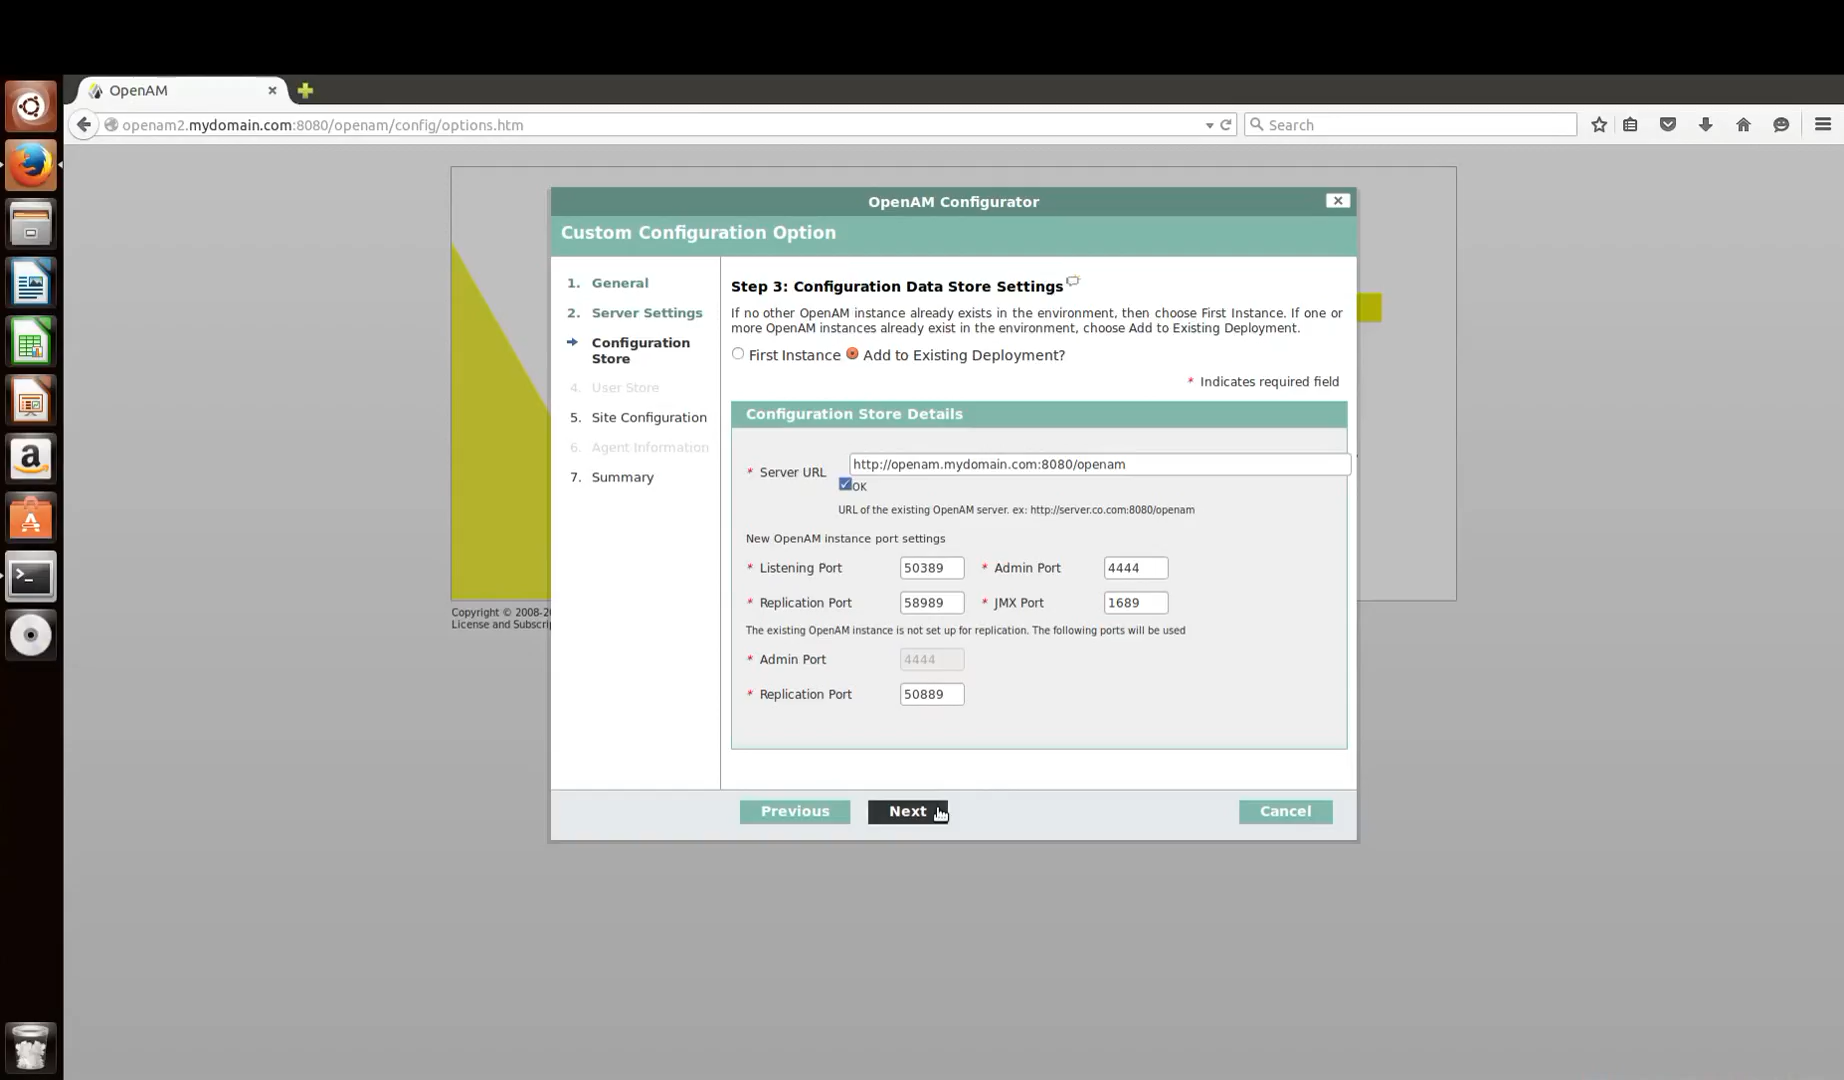 OpenAM
openam2.mydomain.com:8080/openam/config/options.htm
Search
OpenAM Configurator
Custom Configuration Option
1. General
2. Server Settings
Configuration
Store
4. User Store
5. Site Configuration
6. Agent Information
7. Summary
Step 3: Configuration Data Store Settings
If no other OpenAM instance already exists in the environment, then choose First Instance. If one or
more OpenAM instances already exist in the environment, choose Add to Existing Deployment.
First Instance Add to Existing Deployment?
* Indicates required field
Configuration Store Details
* Server URL http://openam.mydomain.com:8080/openam
OK
URL of the existing OpenAM server. ex: http://server.co.com:8080/openam
New OpenAM instance port settings
* Listening Port 50389 * Admin Port 4444
* Replication Port 58989 * JMX Port 1689
The existing OpenAM instance is not set up for replication. The following ports will be used
* Admin Port 4444
* Replication Port 50889
Previous Next Cancel
Copyright © 2008-2
License and Subscri
a